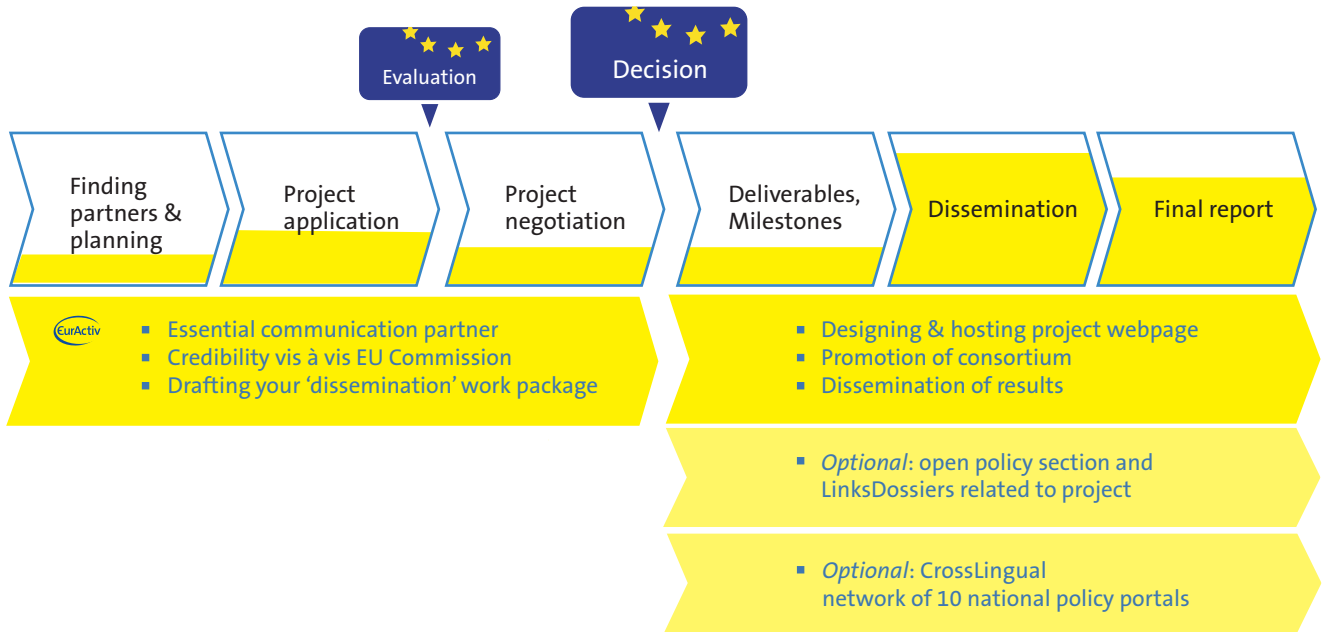 Evaluation
Decision
Finding
partners &
planning
Project
application
Project
negotiation
Deliverables,
Milestones
Dissemination
Final report
EurActiv
▪ Essential communication partner
▪ Credibility vis à vis EU Commission
▪ Drafting your ‘dissemination’ work package
▪ Designing & hosting project webpage
▪ Promotion of consortium
▪ Dissemination of results
▪ Optional: open policy section and
LinksDossiers related to project
▪ Optional: CrossLingual
network of 10 national policy portals